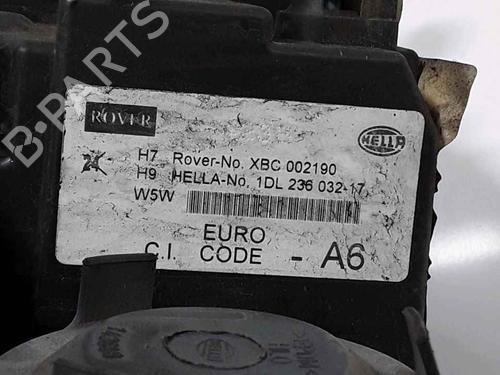 B-PARTS
ROVER
HELLA
H7 Rover-No. XBC 002190
H9 HELLA-No. 1DL 236 032-17
W5W
EURO
C.I. CODE - A6
HELLA